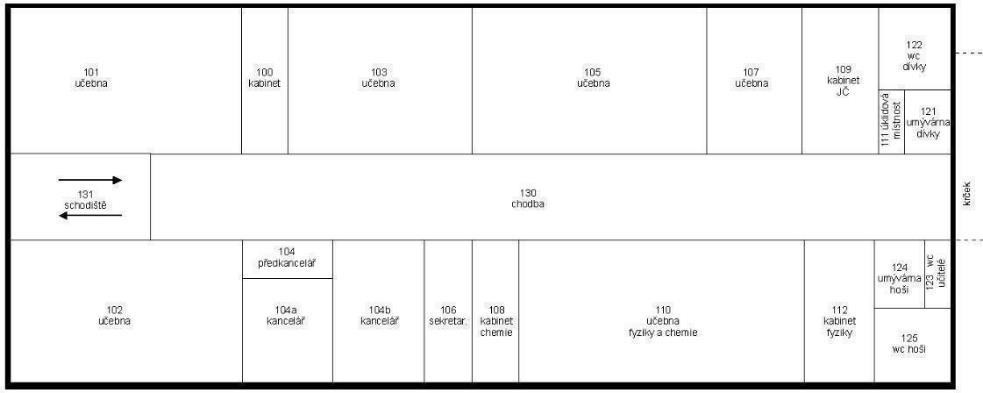 101
učebna
100
kabinet
103
učebna
105
učebna
107
učebna
109
kabinet
JČ
122
wc
dívky
111 úklidová
místnost
121
umývárna
dívky
131
schodiště
130
chodba
krček
102
učebna
104
předkancelář
104a
kancelář
104b
kancelář
106
sekretar.
108
kabinet
chemie
110
učebna
fyziky a chemie
112
kabinet
fyziky
124
umývárna
hoši
123 wc
učitelé
125
wc hoši